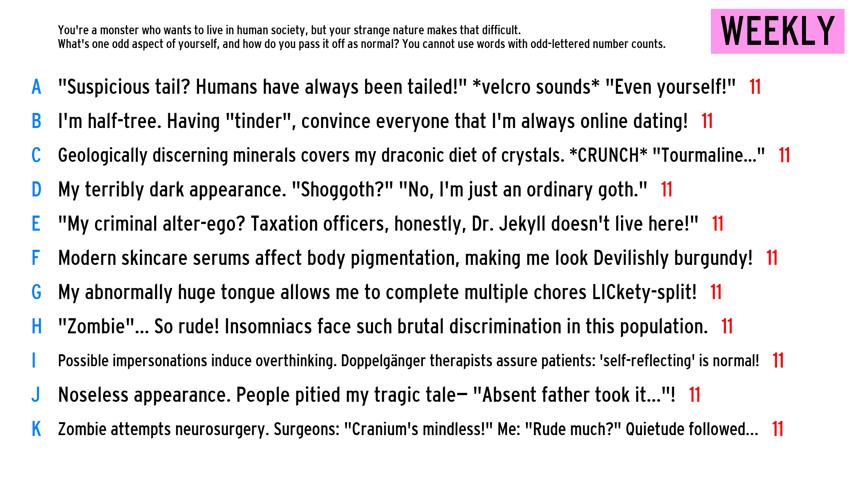 You're a monster who wants to live in human society, but your strange nature makes that difficult.
What's one odd aspect of yourself, and how do you pass it off as normal? You cannot use words with odd-lettered number counts.
WEEKLY
A "Suspicious tail? Humans have always been tailed!" *velcro sounds* "Even yourself!" 11
B I'm half-tree. Having "tinder", convince everyone that I'm always online dating! 11
C Geologically discerning minerals covers my draconic diet of crystals. *CRUNCH* "Tourmaline..." 11
D My terribly dark appearance. "Shoggoth?" "No, I'm just an ordinary goth." 11
E "My criminal alter-ego? Taxation officers, honestly, Dr. Jekyll doesn't live here!" 11
F Modern skincare serums affect body pigmentation, making me look Devilishly burgundy! 11
G My abnormally huge tongue allows me to complete multiple chores LICkety-split! 11
H "Zombie"... So rude! Insomniacs face such brutal discrimination in this population. 11
I Possible impersonations induce overthinking. Doppelgänger therapists assure patients: 'self-reflecting' is normal! 11
J Noseless appearance. People pitied my tragic tale— "Absent father took it..."! 11
K Zombie attempts neurosurgery. Surgeons: "Cranium's mindless!" Me: "Rude much?" Quietude followed... 11